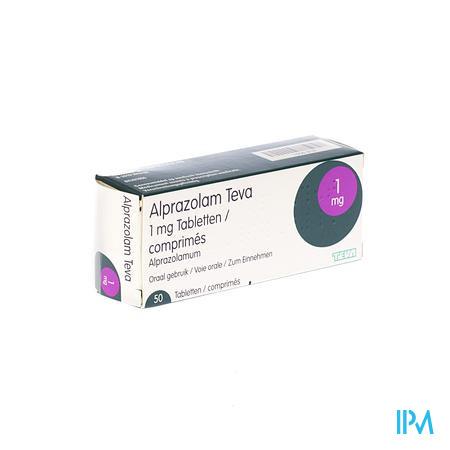 Alprazolam Teva
1 mg Tabletten /
comprimés
Alprazolamum
Oraal gebruik / Voie orale / Zum Einnehmen
50 Tabletten / comprimés
1
mg
TEVA
Alprazolam Teva
1
mg
IPM